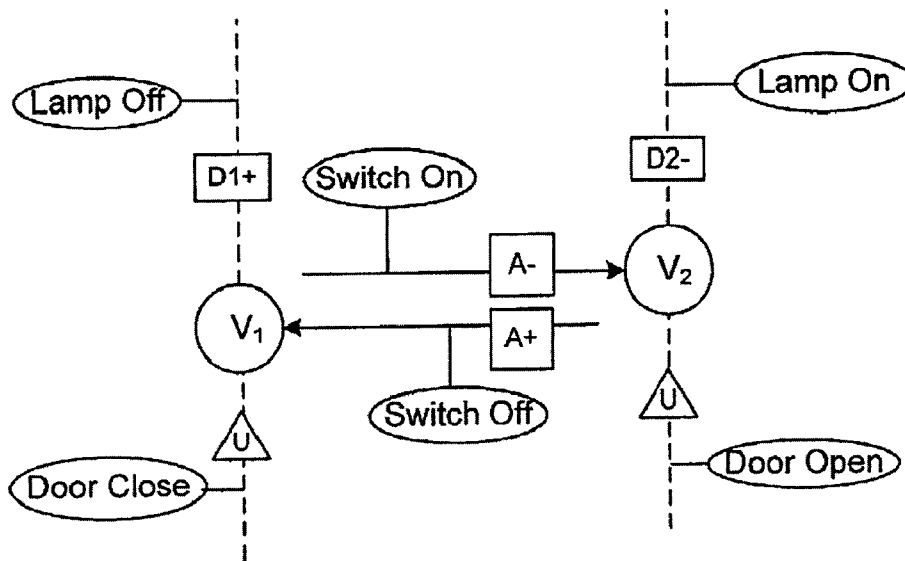 Lamp Off
Lamp On
D1+
Switch On
D2-
A-
V₂
V₁
A+
U
Switch Off
U
Door Close
Door Open